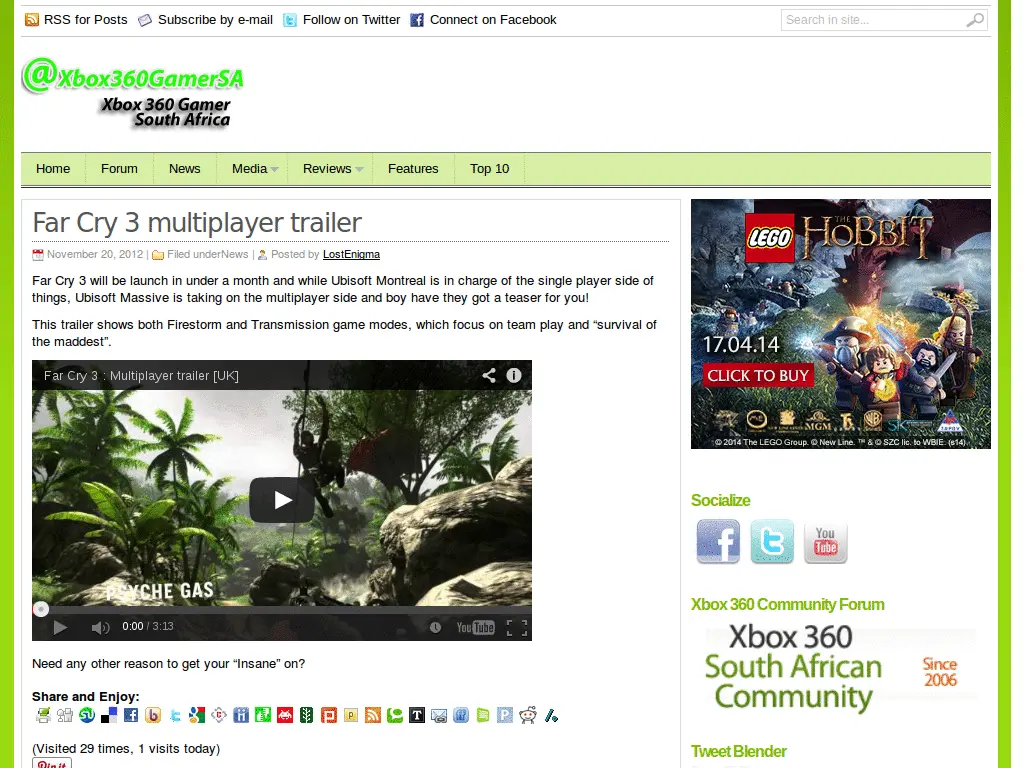 RSS for Posts Subscribe by e-mail Follow on Twitter Connect on Facebook Search in site...
@Xbox360GamerSA
Xbox 360 Gamer
South Africa
Home Forum News Media Reviews Features Top 10
Far Cry 3 multiplayer trailer
November 20, 2012 | Filed underNews | Posted by LostEnigma
Far Cry 3 will be launch in under a month and while Ubisoft Montreal is in charge of the single player side of
things, Ubisoft Massive is taking on the multiplayer side and boy have they got a teaser for you!
This trailer shows both Firestorm and Transmission game modes, which focus on team play and “survival of
the maddest”.
Far Cry 3 : Multiplayer trailer [UK]
PSYCHE GAS
0:00 / 3:13 YouTube
Need any other reason to get your “Insane” on?
Share and Enjoy:
(Visited 29 times, 1 visits today)
Pin it
LEGO THE HOBBIT
17.04.14
CLICK TO BUY
MGM WB
© 2014 The LEGO Group. © New Line. ™ & © SZC lic. to WBIE. (s14)
Socialize
You Tube
Xbox 360 Community Forum
Xbox 360
South African
Community
Since
2006
Tweet Blender